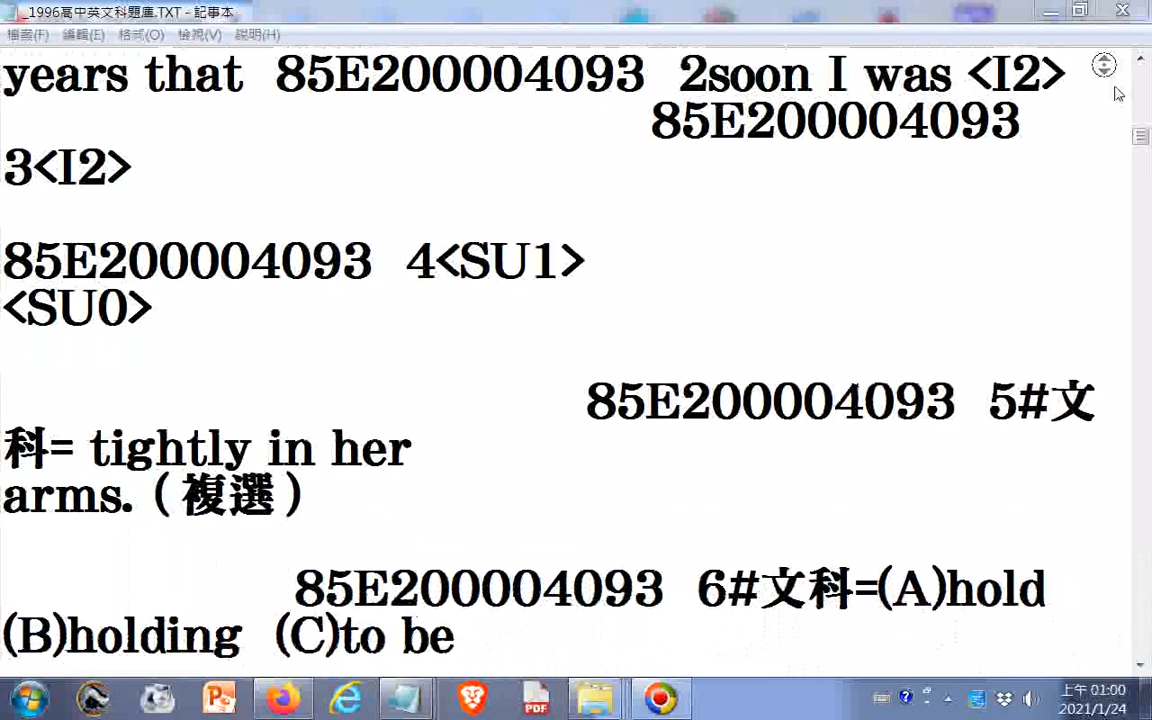 _1996高中英文科題庫.TXT - 記事本
檔案(F) 編輯(E) 格式(O) 檢視(V) 說明(H)
years that 85E200004093 2soon I was <I2>
85E200004093
3<I2>
85E200004093 4<SU1>
<SU0>
85E200004093 5#文
科= tightly in her
arms. (複選)
85E200004093 6#文科=(A)hold
(B)holding (C)to be
PDF
上午 01:00
2021/1/24